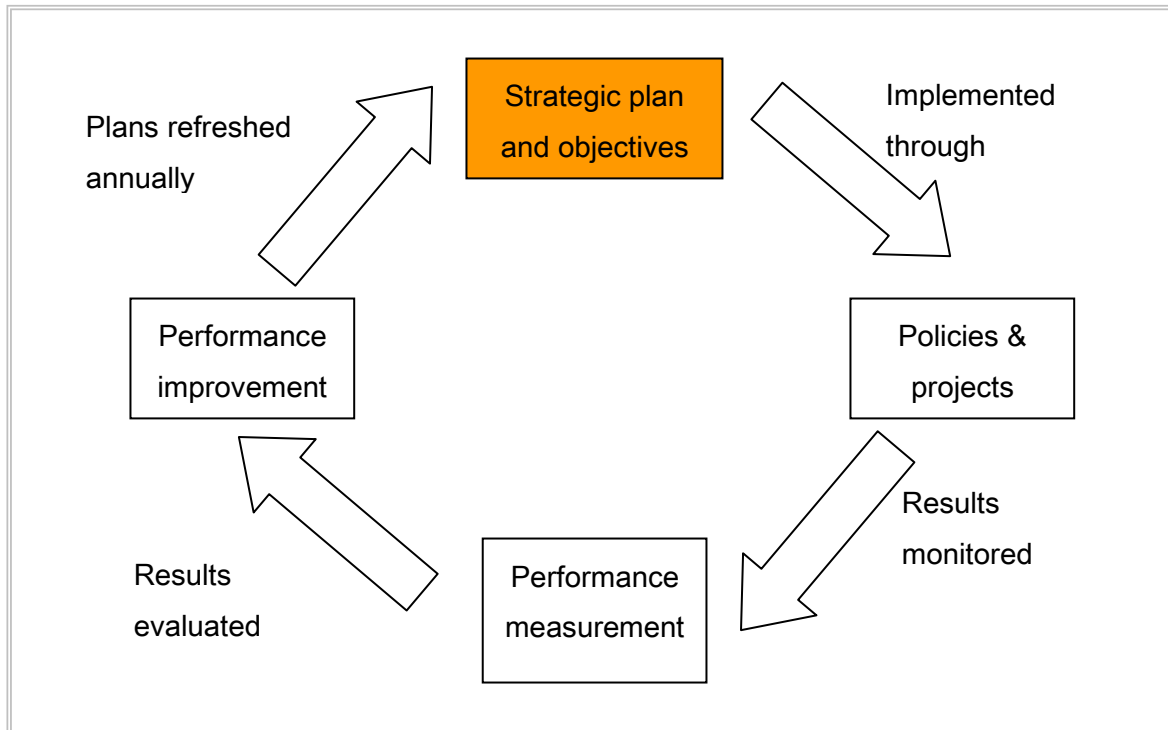 Strategic plan
and objectives
Implemented
through
Policies &
projects
Results
monitored
Performance
measurement
Results
evaluated
Performance
improvement
Plans refreshed
annually